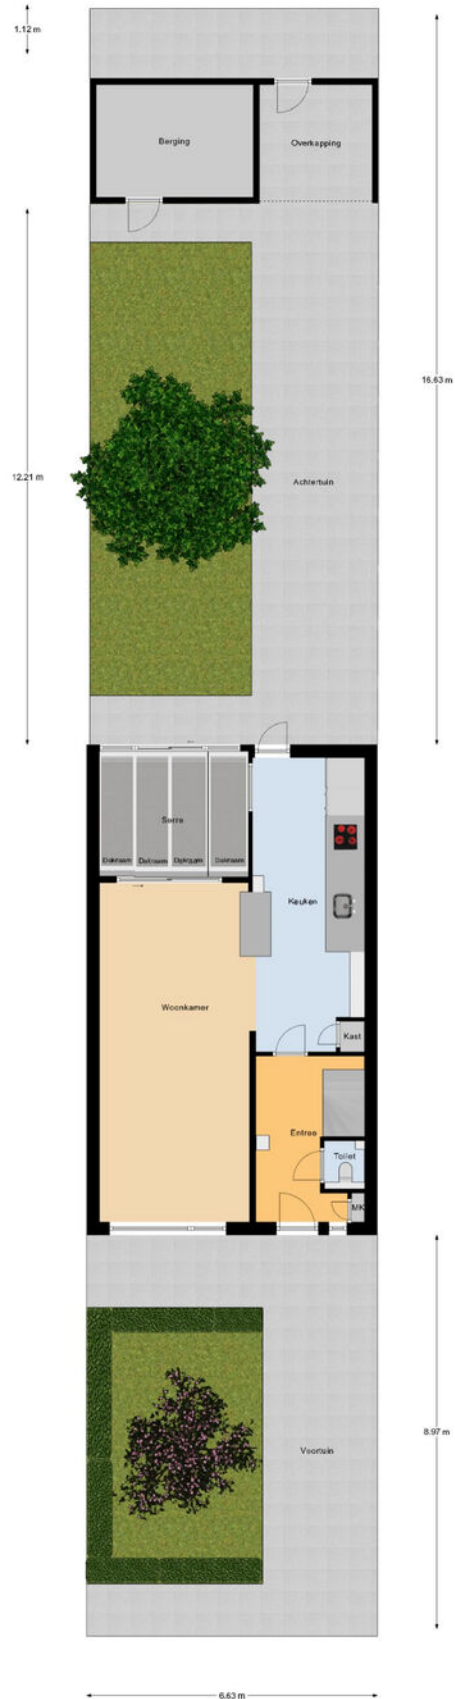 1.12 m
Berging
Overkapping
16.63 m
12.21 m
Achtertuin
Serre
Dakraam Dakraam Dakraam Dakraam
Keuken
Woonkamer
Kast
Entree
Toilet
MK
8.97 m
Voortuin
6.63 m